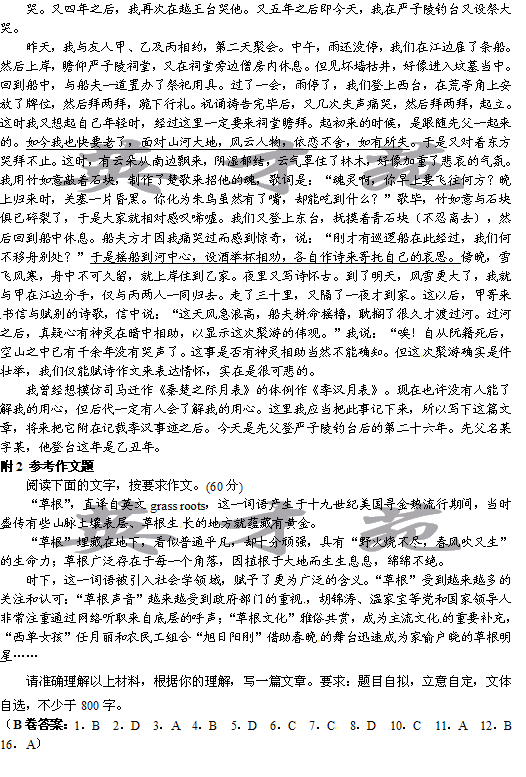 哭。又四年之后，我再次在越王台哭他。又五年之后即今天，我在严子陵钓台又设祭大
哭。
昨天，我与友人甲、乙及丙相约，第二天聚会。中午，雨还没停，我们在江边雇了条船。
然后上岸，瞻仰严子陵祠堂，又在祠堂旁边僧房内休息。但见坏墙枯井，好像进入坟墓当中。
回到船中，与船夫一道置办了祭祀用具。过了一会，雨停了，我们登上西台，在荒亭角上安
放了牌位，然后拜两拜，跪下行礼。祝诵祷告完毕后，又几次失声痛哭，然后拜两拜，起立。
这时我又想起自己年轻时，经过这里一定要来祠堂瞻拜。起初来的时候，是跟随先父一起来
的。如今我也快要老了，面对山河大地，风云人物，依恋不舍，如有所失。于是又对着东方
哭拜不止。这时，有云朵从南边飘来，阴湿郁结，云气罩住了林木，好像加重了悲哀的气氛。
我用竹如意敲着石块，制作了楚歌来招他的魂，歌词是：“魂灵啊，你早上要飞往何方？晚
上归来时，关塞一片昏黑。你化为朱鸟虽然有了嘴，却能吃到什么？”歌毕，竹如意与石块
俱已碎裂了，于是大家就相对感叹唏嘘。我们又登上东台，抚摸着青石块（不忍离去），然
后回到船中休息。船夫方才因我痛哭过而感到惊奇，说：“刚才有巡逻船在此经过，我们何
不移舟别处？”于是摇船到河中心，设酒举杯相劝，各自作诗来寄托自己的哀思。傍晚，雪
飞风寒，舟中不可久留，就上岸住到乙家。夜里又写诗怀古。到了明天，风雪更大了，我就
与甲在江边分手，仅与丙两人一同归去。走了三十里，又隔了一夜才到家。这以后，甲寄来
书信与赋别的诗歌，信中说：“这天风急浪高，船夫拼命摇橹，耽搁了很久才渡过河。过河
之后，真疑心有神灵在暗中相助，以显示这次聚游的伟观。”我说：“唉！自从阮籍死后，
空山之中已有千余年没有哭声了。这事是否有神灵相助当然不能确知。但这次聚游确实是件
壮举，我们仅能赋诗作文来表达情怀，实在是很可悲的。
我曾经想模仿司马迁作《秦楚之际月表》的体例作《季汉月表》。现在也许没有人能了
解我的用心，但后代一定有人会了解我的用心。这里我应当把此事记下来，所以写下这篇文
章，将来把它附在记载季汉事迹之后。今天是先父登严子陵钓台后的第二十六年。先父名某
字某，他登台这年是乙丑年。
附2 参考作文题
阅读下面的文字，按要求作文。(60分)
“草根”，直译自英文 grass roots，这一词语产生于十九世纪美国寻金热流行期间，当时
盛传有些山脉土壤表层、草根生长的地方就蕴藏有黄金。
“草根”埋藏在地下，看似普通平凡，却十分顽强，具有“野火烧不尽，春风吹又生”
的生命力；草根广泛存在于每一个角落，因植根于大地而生生息息，绵绵不绝。
时下，这一词语被引入社会学领域，赋予了更为广泛的含义。“草根”受到越来越多的
关注和认可：“草根声音”越来越受到政府部门的重视，胡锦涛、温家宝等党和国家领导人
非常注重通过网络听取来自底层的呼声；“草根文化”雅俗共赏，成为主流文化的重要补充，
“西单女孩”任月丽和农民工组合“旭日阳刚”借助春晚的舞台迅速成为家喻户晓的草根明
星……
请准确理解以上材料，根据你的理解，写一篇文章。要求：题目自拟，立意自定，文体
自选，不少于 800 字。
（B 卷答案：1．B 2．D 3．A 4．B 5．D 6．C 7．C 8．D 10．C 11．A 12．B
16．A）